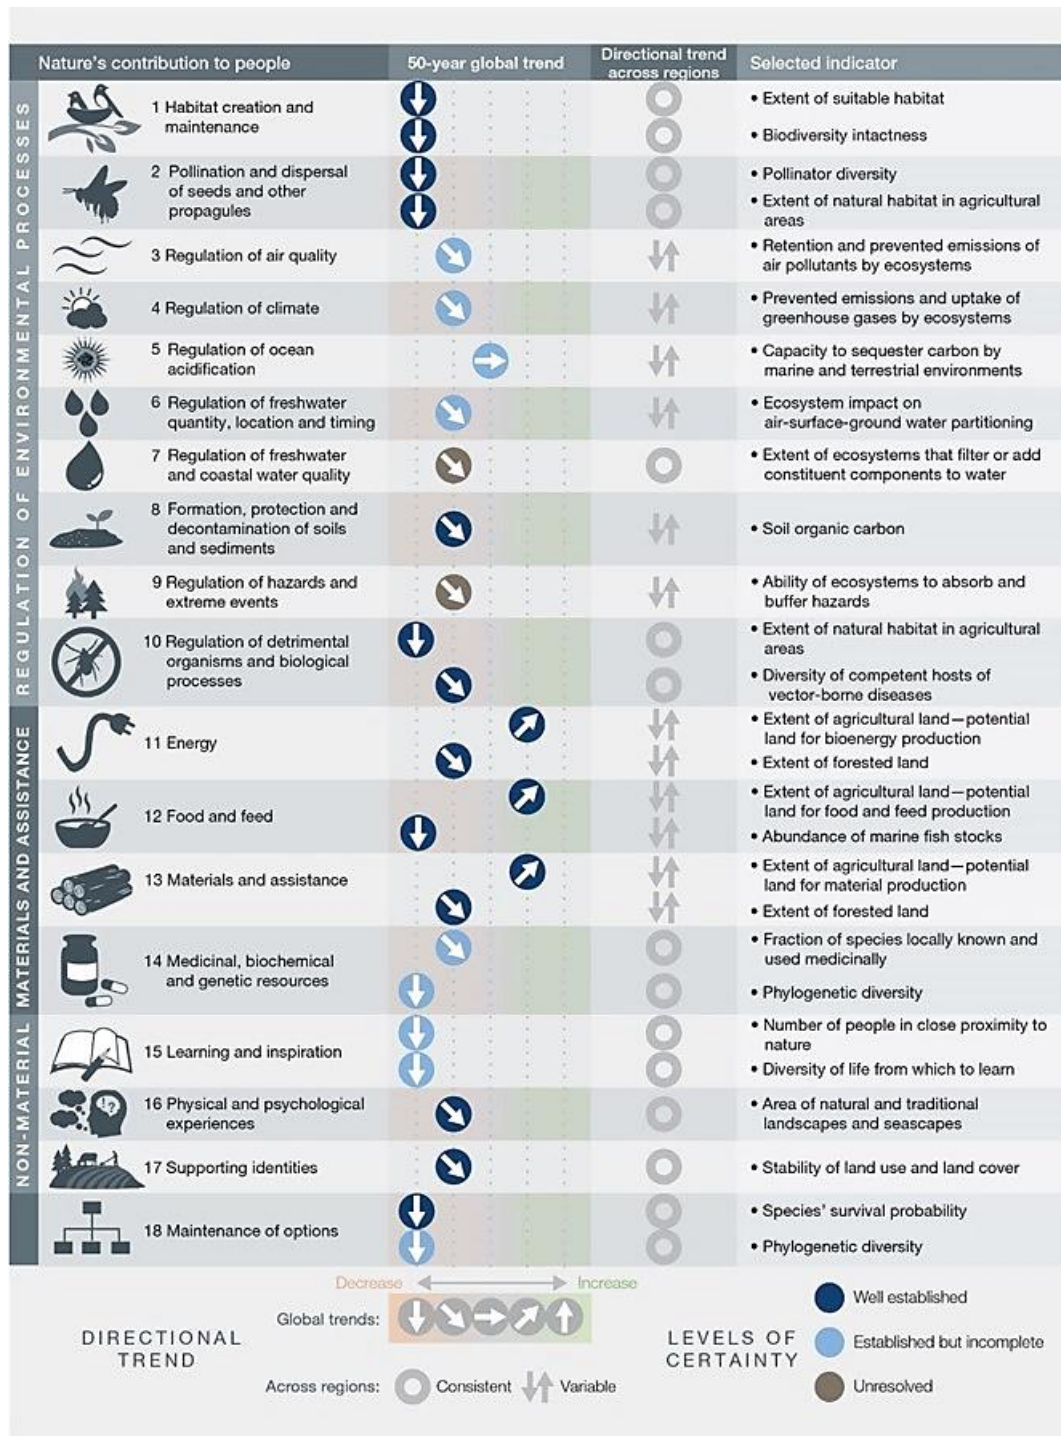 Nature's contribution to people
50-year global trend
Directional trend
across regions
Selected indicator
REGULATION OF ENVIRONMENTAL PROCESSES
1 Habitat creation and
maintenance
• Extent of suitable habitat
• Biodiversity intactness
2 Pollination and dispersal
of seeds and other
propagules
• Pollinator diversity
• Extent of natural habitat in agricultural
areas
3 Regulation of air quality
• Retention and prevented emissions of
air pollutants by ecosystems
4 Regulation of climate
• Prevented emissions and uptake of
greenhouse gases by ecosystems
5 Regulation of ocean
acidification
• Capacity to sequester carbon by
marine and terrestrial environments
6 Regulation of freshwater
quantity, location and timing
• Ecosystem impact on
air-surface-ground water partitioning
7 Regulation of freshwater
and coastal water quality
• Extent of ecosystems that filter or add
constituent components to water
8 Formation, protection and
decontamination of soils
and sediments
• Soil organic carbon
9 Regulation of hazards and
extreme events
• Ability of ecosystems to absorb and
buffer hazards
10 Regulation of detrimental
organisms and biological
processes
• Extent of natural habitat in agricultural
areas
• Diversity of competent hosts of
vector-borne diseases
MATERIALS AND ASSISTANCE
11 Energy
• Extent of agricultural land—potential
land for bioenergy production
• Extent of forested land
12 Food and feed
• Extent of agricultural land—potential
land for food and feed production
• Abundance of marine fish stocks
13 Materials and assistance
• Extent of agricultural land—potential
land for material production
• Extent of forested land
14 Medicinal, biochemical
and genetic resources
• Fraction of species locally known and
used medicinally
• Phylogenetic diversity
NON-MATERIAL
15 Learning and inspiration
• Number of people in close proximity to
nature
• Diversity of life from which to learn
16 Physical and psychological
experiences
• Area of natural and traditional
landscapes and seascapes
17 Supporting identities
• Stability of land use and land cover
18 Maintenance of options
• Species' survival probability
• Phylogenetic diversity
Decrease
Increase
DIRECTIONAL
TREND
Global trends:
Across regions:
Consistent
Variable
LEVELS OF
CERTAINTY
Well established
Established but incomplete
Unresolved